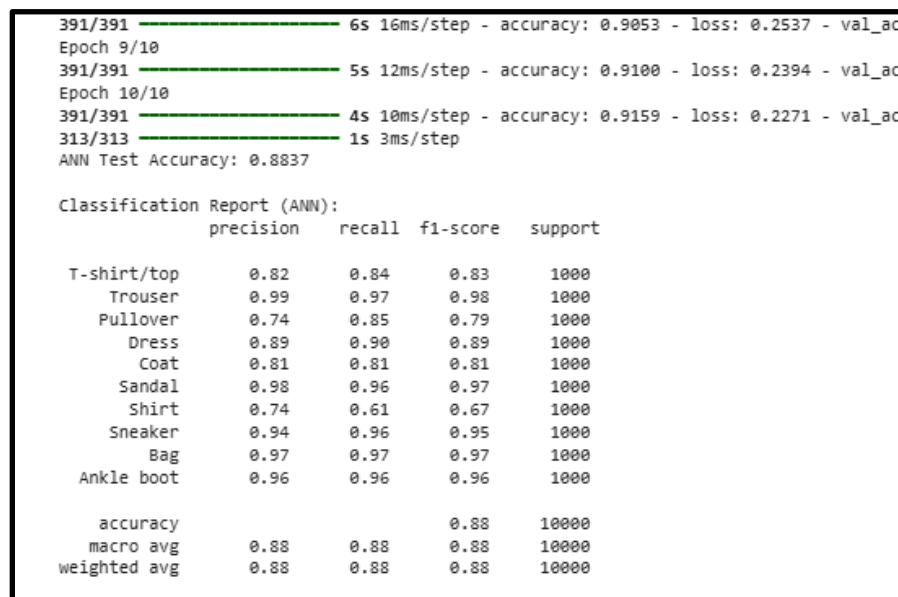 391/391 ━━━━━━━━━━━━━━━━━━━━ 6s 16ms/step - accuracy: 0.9053 - loss: 0.2537 - val_ac
Epoch 9/10
391/391 ━━━━━━━━━━━━━━━━━━━━ 5s 12ms/step - accuracy: 0.9100 - loss: 0.2394 - val_ac
Epoch 10/10
391/391 ━━━━━━━━━━━━━━━━━━━━ 4s 10ms/step - accuracy: 0.9159 - loss: 0.2271 - val_ac
313/313 ━━━━━━━━━━━━━━━━━━━━ 1s 3ms/step
ANN Test Accuracy: 0.8837
Classification Report (ANN):
precision recall f1-score support
T-shirt/top 0.82 0.84 0.83 1000
Trouser 0.99 0.97 0.98 1000
Pullover 0.74 0.85 0.79 1000
Dress 0.89 0.90 0.89 1000
Coat 0.81 0.81 0.81 1000
Sandal 0.98 0.96 0.97 1000
Shirt 0.74 0.61 0.67 1000
Sneaker 0.94 0.96 0.95 1000
Bag 0.97 0.97 0.97 1000
Ankle boot 0.96 0.96 0.96 1000
accuracy 0.88 10000
macro avg 0.88 0.88 0.88 10000
weighted avg 0.88 0.88 0.88 10000